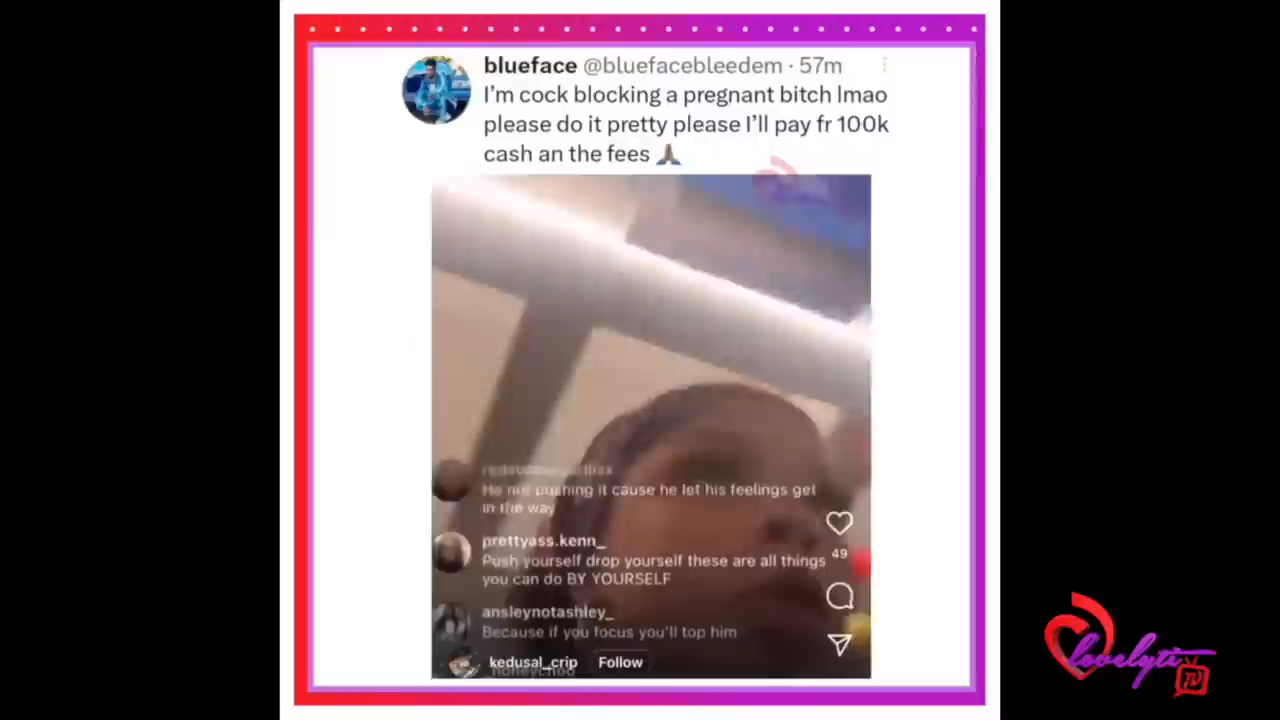 blueface @bluefacebleedem · 57m
I'm cock blocking a pregnant bitch lmao
please do it pretty please I'll pay fr 100k
cash an the fees 🙏🏾
He not pushing it cause he let his feelings get
in the way
prettyass.kenn_
Push yourself drop yourself these are all things
you can do BY YOURSELF
49
ansleynotashley_
Because if you focus you'll top him
kedusal_crip Follow
lovelyti
TV